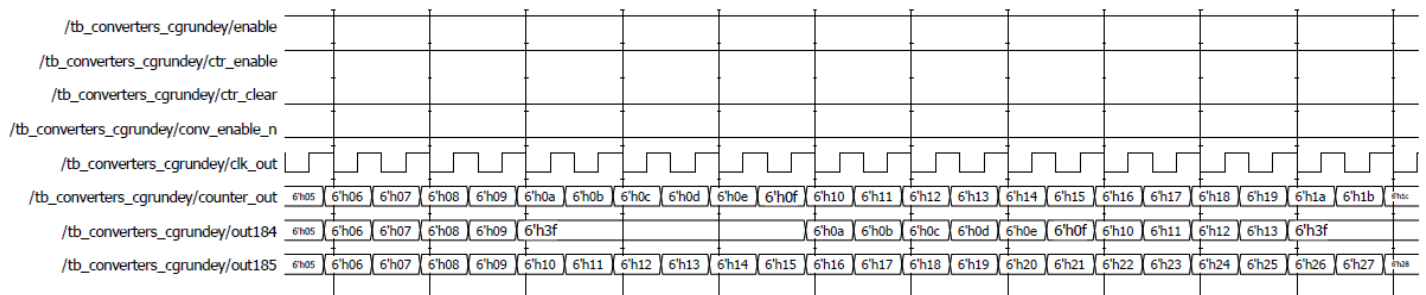 /tb_converters_cgrundey/enable
/tb_converters_cgrundey/ctr_enable
/tb_converters_cgrundey/ctr_clear
/tb_converters_cgrundey/conv_enable_n
/tb_converters_cgrundey/clk_out
/tb_converters_cgrundey/counter_out 6'h05 6'h06 6'h07 6'h08 6'h09 6'h0a 6'h0b 6'h0c 6'h0d 6'h0e 6'h0f 6'h10 6'h11 6'h12 6'h13 6'h14 6'h15 6'h16 6'h17 6'h18 6'h19 6'h1a 6'h1b 6'h1c
/tb_converters_cgrundey/out184 6'h05 6'h06 6'h07 6'h08 6'h09 6'h3f 6'h0a 6'h0b 6'h0c 6'h0d 6'h0e 6'h0f 6'h10 6'h11 6'h12 6'h13 6'h3f
/tb_converters_cgrundey/out185 6'h05 6'h06 6'h07 6'h08 6'h09 6'h10 6'h11 6'h12 6'h13 6'h14 6'h15 6'h16 6'h17 6'h18 6'h19 6'h20 6'h21 6'h22 6'h23 6'h24 6'h25 6'h26 6'h27 6'h28